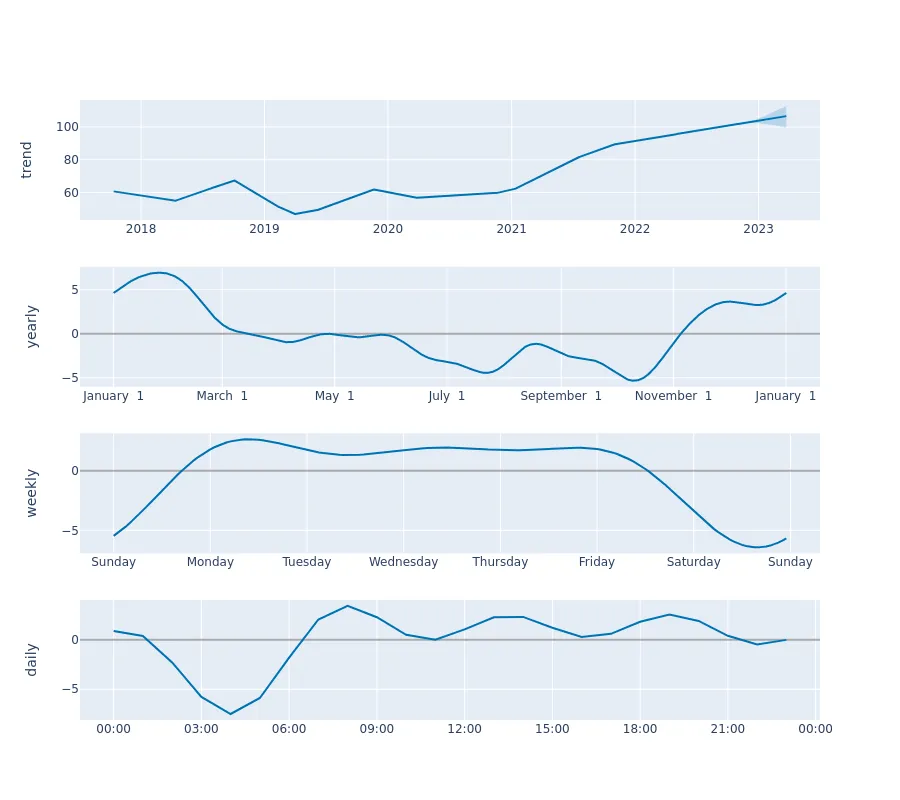 trend
100
80
60
2018 2019 2020 2021 2022 2023
yearly
5
0
−5
January 1 March 1 May 1 July 1 September 1 November 1 January 1
weekly
0
−5
Sunday Monday Tuesday Wednesday Thursday Friday Saturday Sunday
daily
0
−5
00:00 03:00 06:00 09:00 12:00 15:00 18:00 21:00 00:00